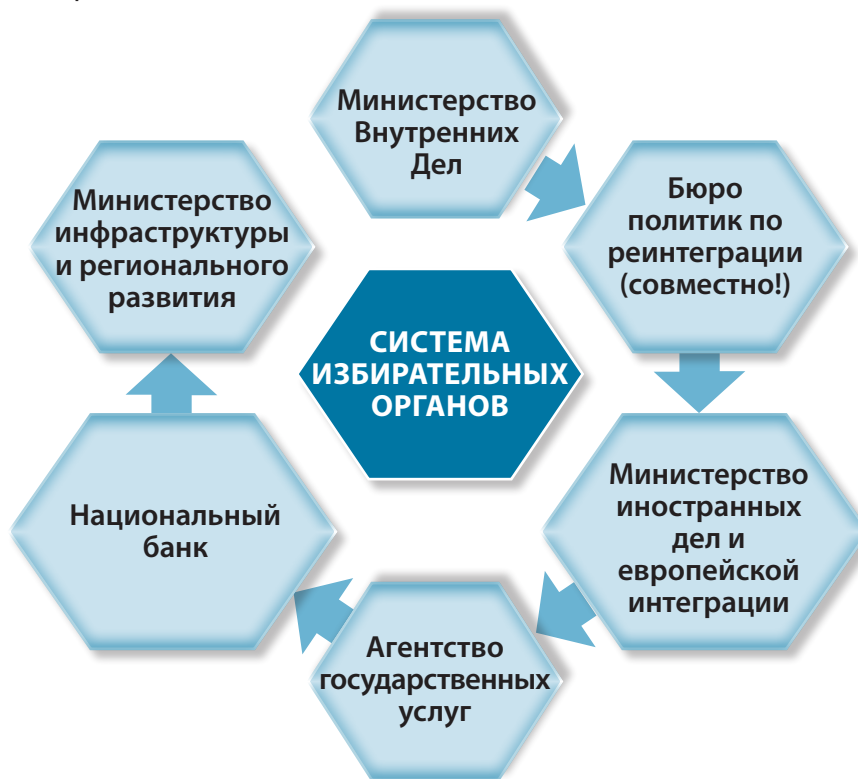 Министерство
Внутренних
Дел
Бюро
политик по
реинтеграции
(совместно!)
Министерство
иностранных
дел и
европейской
интеграции
Агентство
государственных
услуг
Национальный
банк
Министерство
инфраструктуры
и регионального
развития
СИСТЕМА
ИЗБИРАТЕЛЬНЫХ
ОРГАНОВ